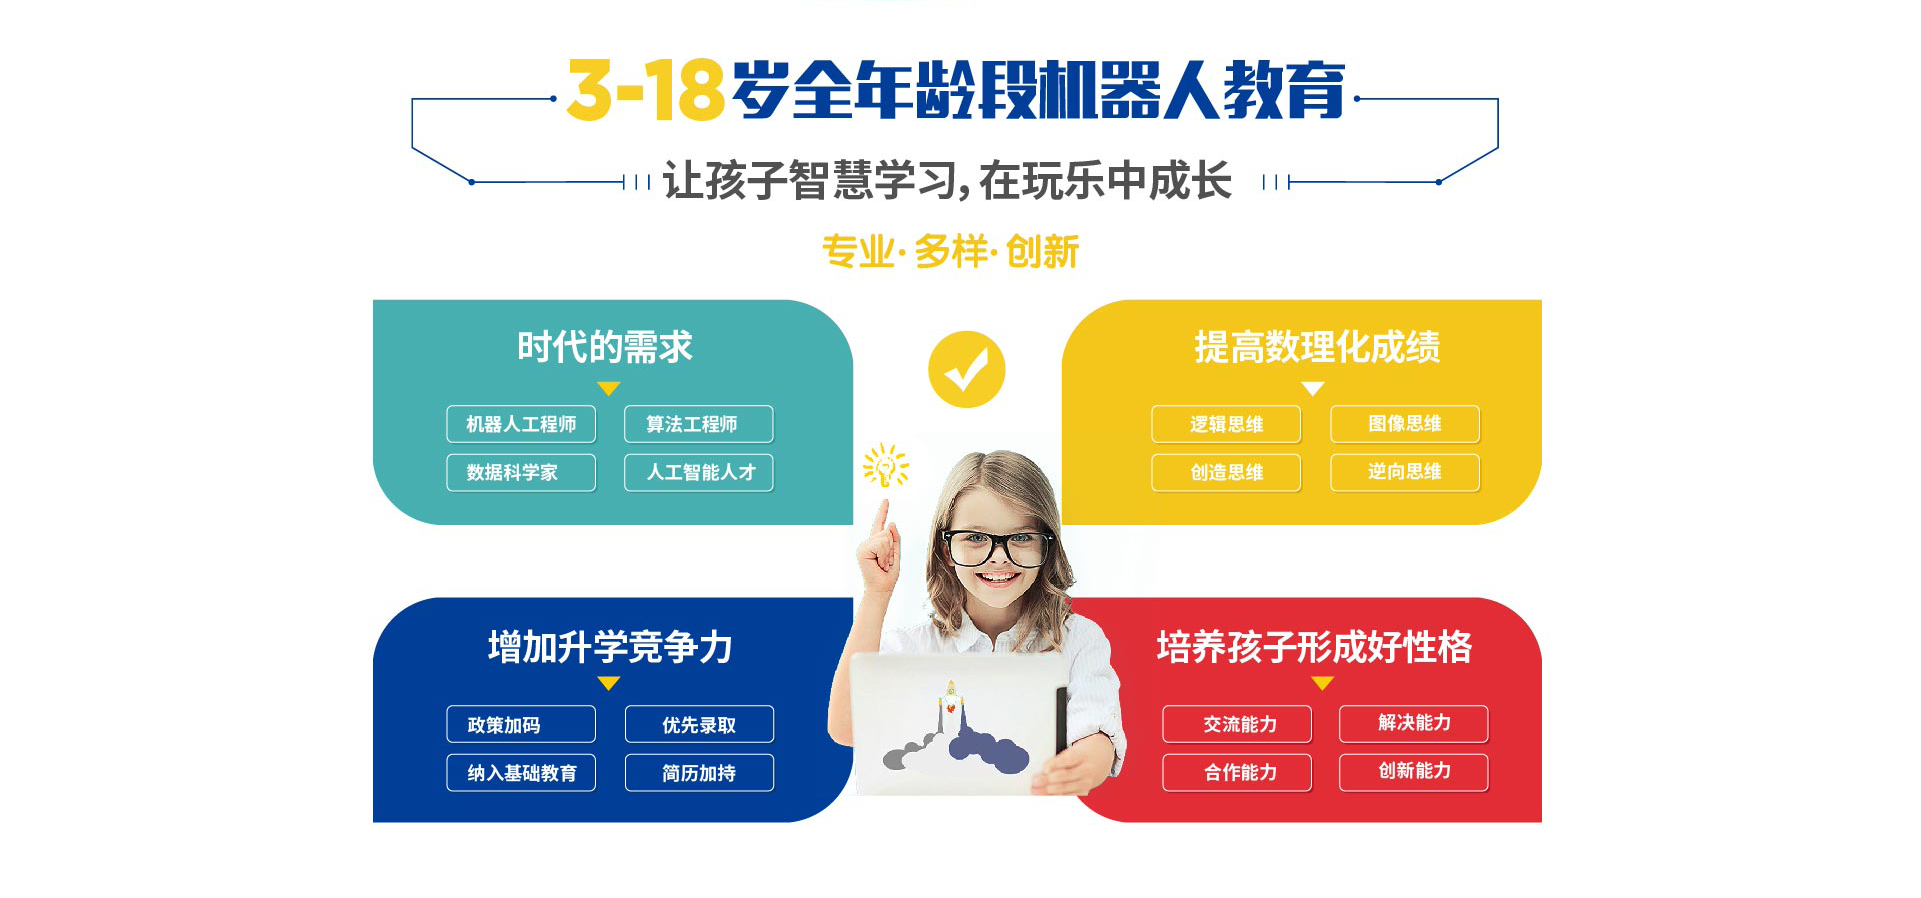 3-18岁全年龄段机器人教育
让孩子智慧学习，在玩乐中成长
专业·多样·创新
时代的需求
机器人工程师
算法工程师
数据科学家
人工智能人才
提高数理化成绩
逻辑思维
图像思维
创造思维
逆向思维
增加升学竞争力
政策加码
优先录取
纳入基础教育
简历加持
培养孩子形成好性格
交流能力
解决能力
合作能力
创新能力